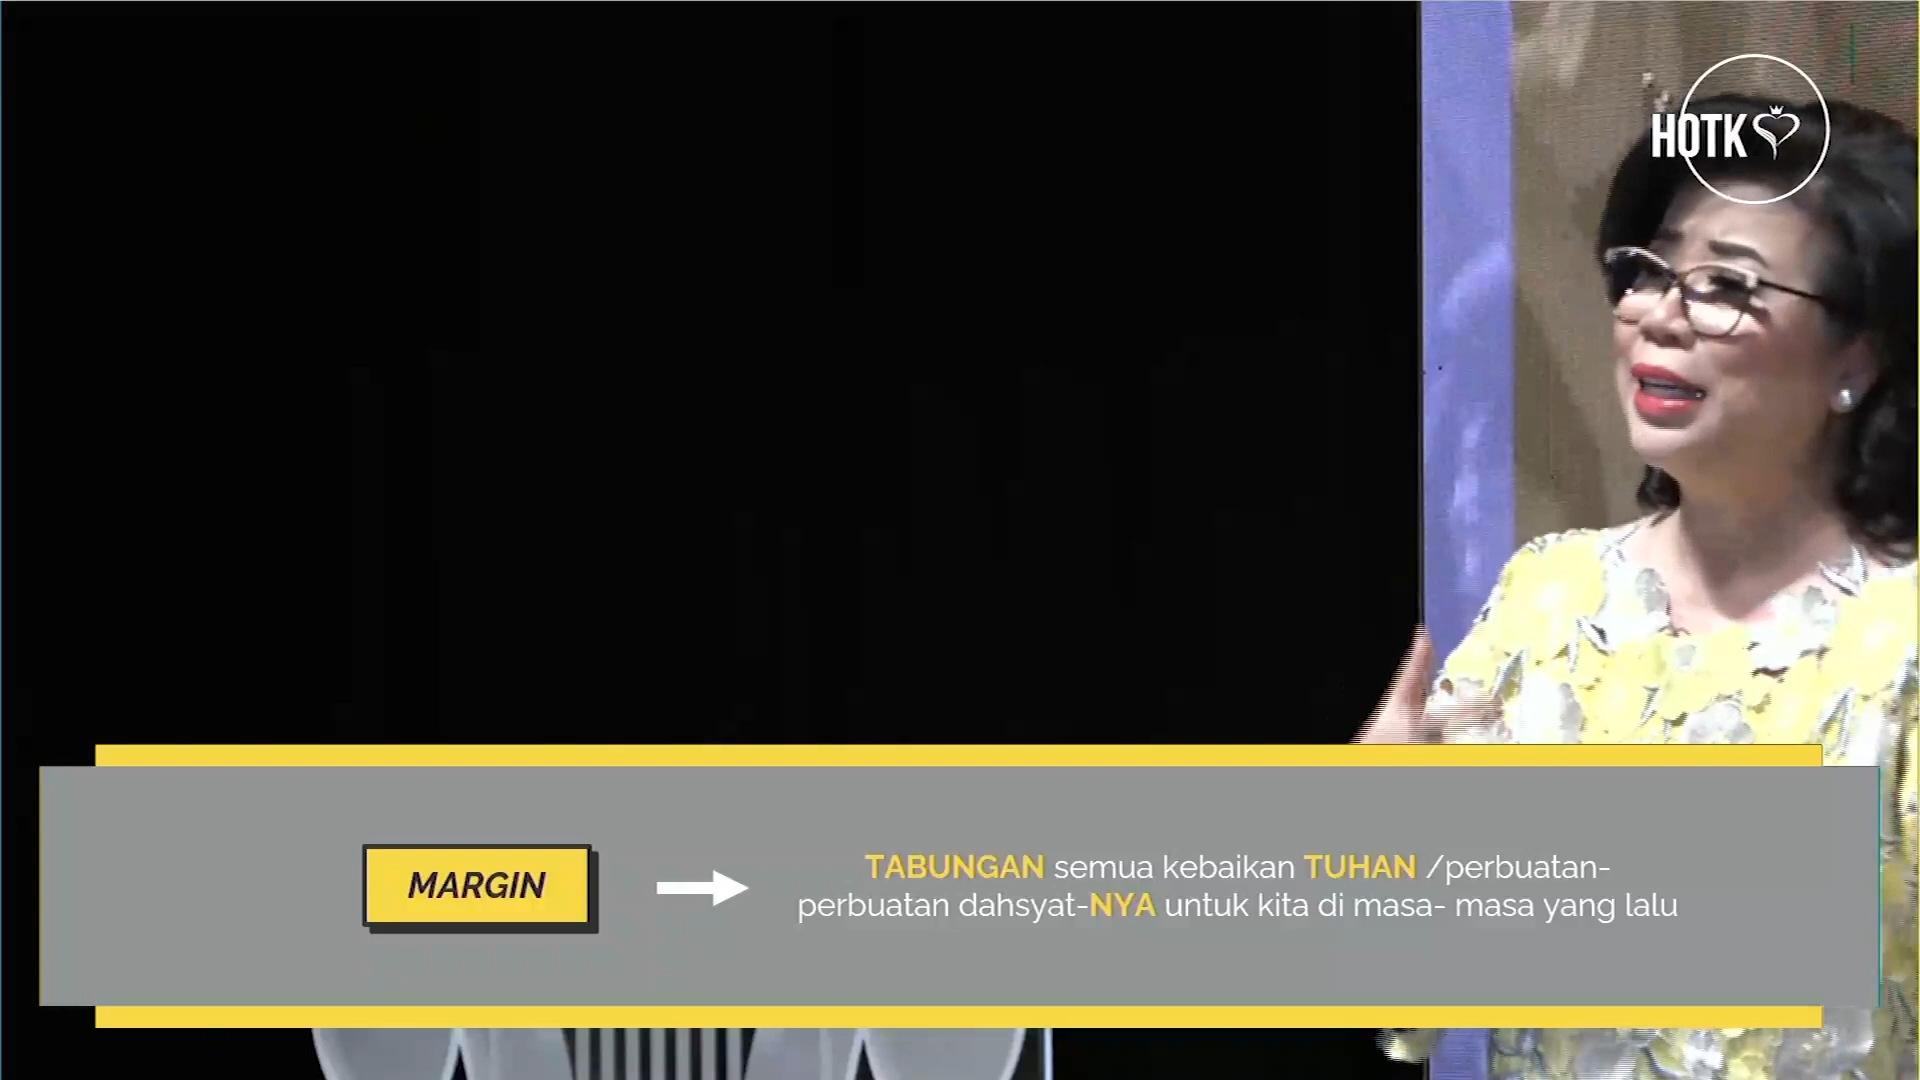 HOTK
MARGIN
TABUNGAN semua kebaikan TUHAN /perbuatan-
perbuatan dahsyat-NYA untuk kita di masa- masa yang lalu